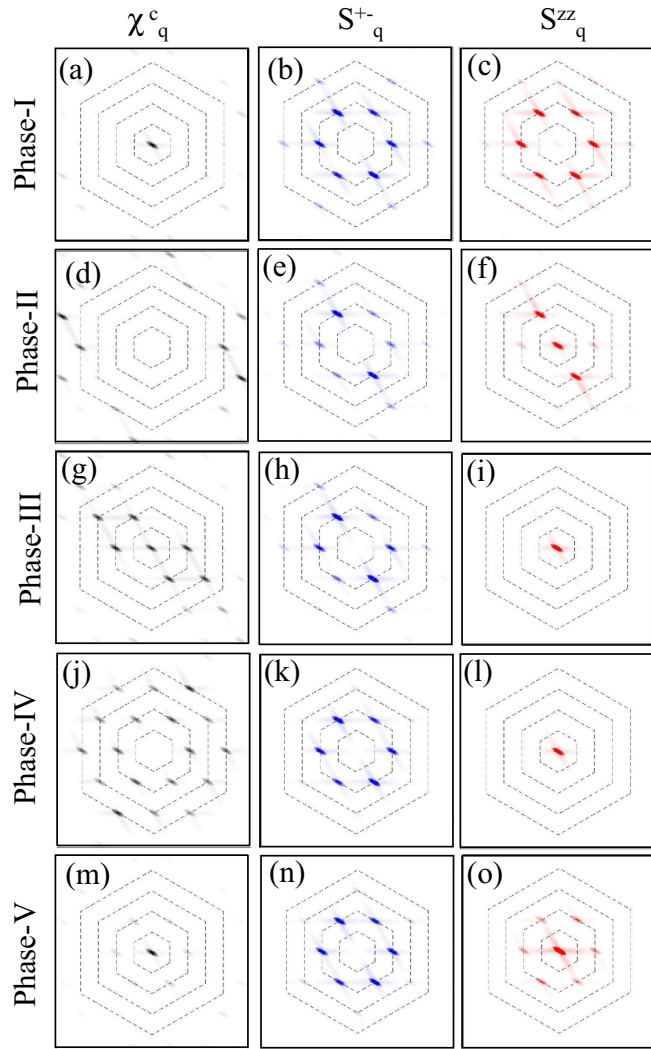 χ^c_q S^+-_q S^zz_q
Phase-I
(a) (b) (c)
Phase-II
(d) (e) (f)
Phase-III
(g) (h) (i)
Phase-IV
(j) (k) (l)
Phase-V
(m) (n) (o)